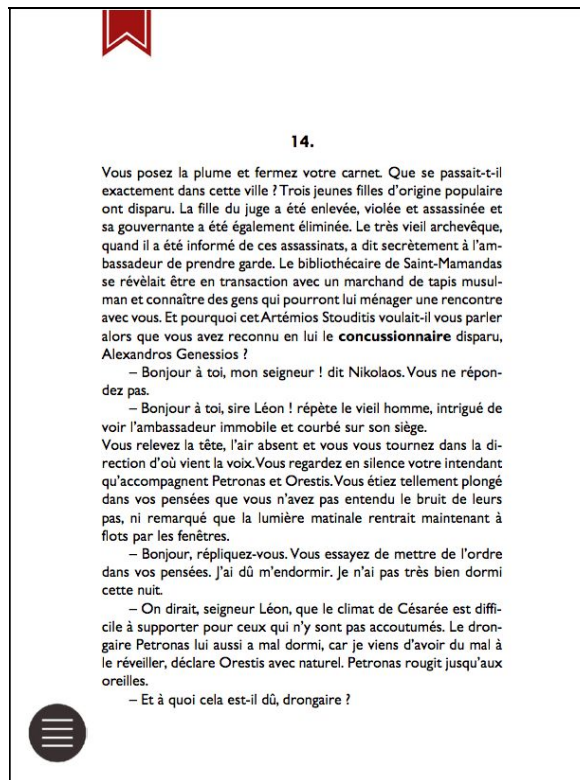 14.
Vous posez la plume et fermez votre carnet. Que se passait-t-il
exactement dans cette ville ? Trois jeunes filles d'origine populaire
ont disparu. La fille du juge a été enlevée, violée et assassinée et
sa gouvernante a été également éliminée. Le très vieil archevêque,
quand il a été informé de ces assassinats, a dit secrètement à l'am-
bassadeur de prendre garde. Le bibliothécaire de Saint-Mamandas
se révèlait être en transaction avec un marchand de tapis musul-
man et connaître des gens qui pourront lui ménager une rencontre
avec vous. Et pourquoi cet Artémios Stouditis voulait-il vous parler
alors que vous avez reconnu en lui le concussionnaire disparu,
Alexandros Genessios ?
– Bonjour à toi, mon seigneur ! dit Nikolaos. Vous ne répon-
dez pas.
– Bonjour à toi, sire Léon ! répète le vieil homme, intrigué de
voir l'ambassadeur immobile et courbé sur son siège.
Vous relevez la tête, l'air absent et vous vous tournez dans la di-
rection d'où vient la voix. Vous regardez en silence votre intendant
qu'accompagnent Petronas et Orestis. Vous étiez tellement plongé
dans vos pensées que vous n'avez pas entendu le bruit de leurs
pas, ni remarqué que la lumière matinale rentrait maintenant à
flots par les fenêtres.
– Bonjour, répliquez-vous. Vous essayez de mettre de l'ordre
dans vos pensées. J'ai dû m'endormir. Je n'ai pas très bien dormi
cette nuit.
– On dirait, seigneur Léon, que le climat de Césarée est diffi-
cile à supporter pour ceux qui n'y sont pas accoutumés. Le dron-
gaire Petronas lui aussi a mal dormi, car je viens d'avoir du mal à
le réveiller, déclare Orestis avec naturel. Petronas rougit jusqu'aux
oreilles.
– Et à quoi cela est-il dû, drongaire ?